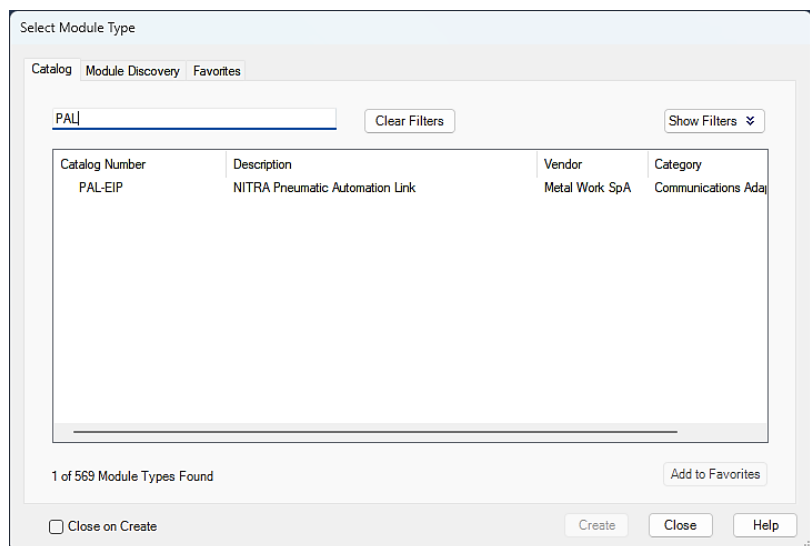 Select Module Type
Catalog Module Discovery Favorites
PAL Clear Filters Show Filters
Catalog Number Description Vendor Category
PAL-EIP NITRA Pneumatic Automation Link Metal Work SpA Communications Adap
1 of 569 Module Types Found Add to Favorites
Close on Create Create Close Help